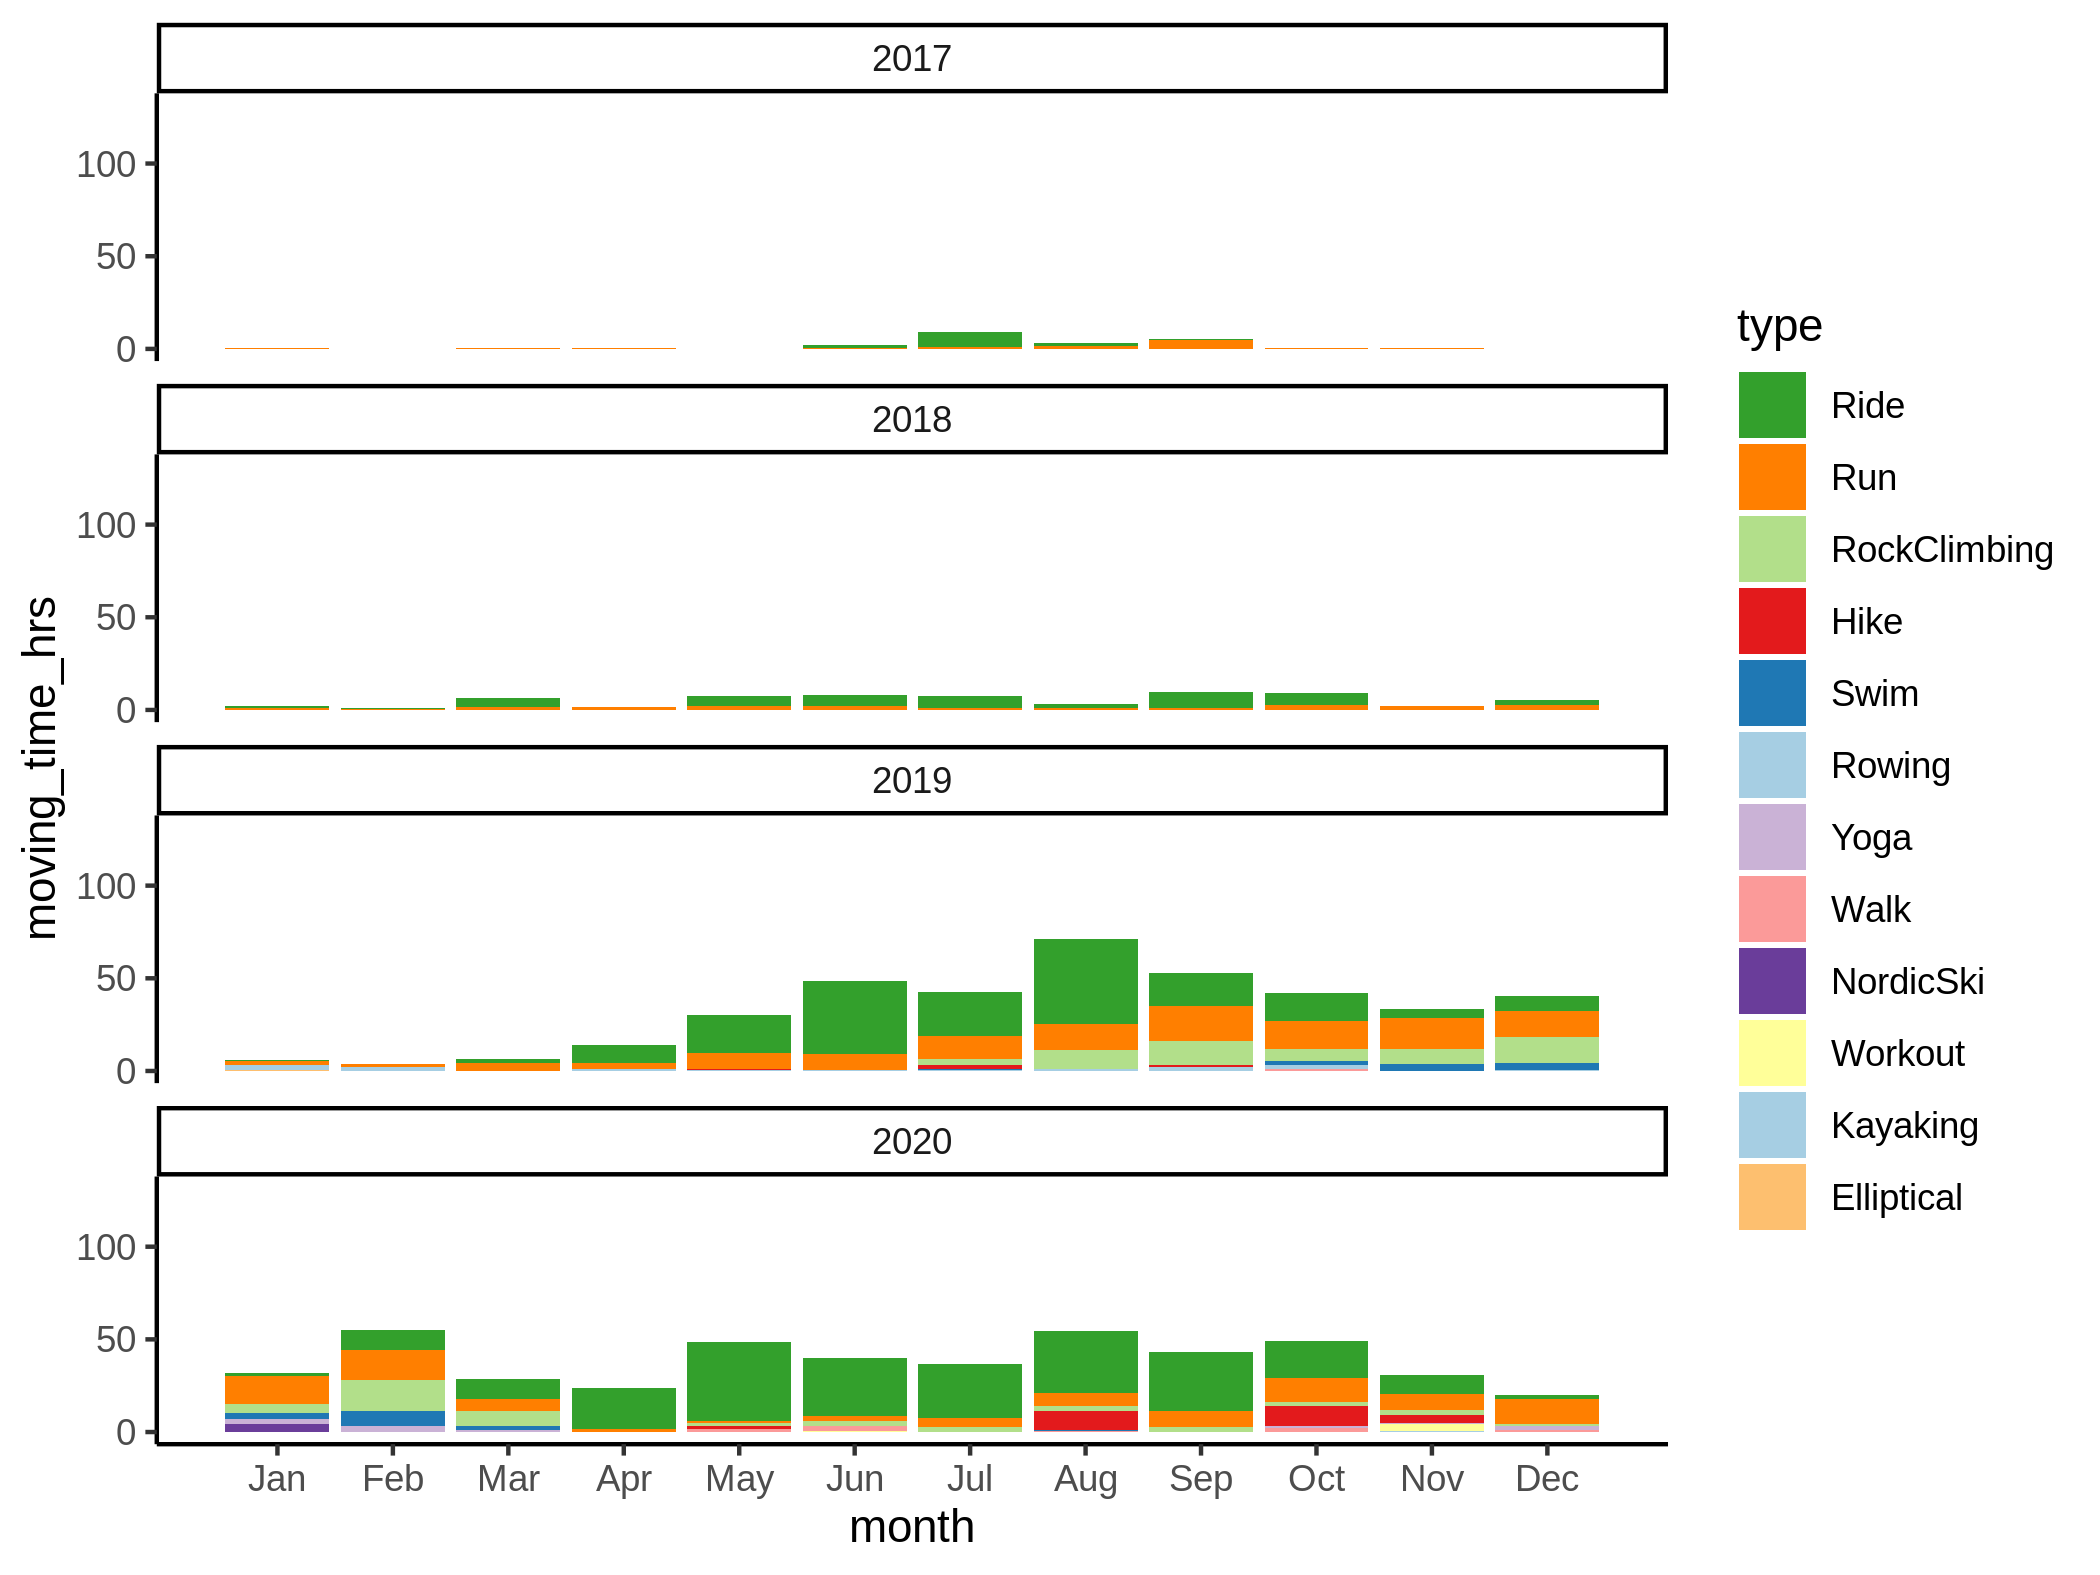 2017
100
50
0
2018
100
50
0
2019
100
50
0
2020
100
50
0
Jan Feb Mar Apr May Jun Jul Aug Sep Oct Nov Dec
month
moving_time_hrs
type
Ride
Run
RockClimbing
Hike
Swim
Rowing
Yoga
Walk
NordicSki
Workout
Kayaking
Elliptical